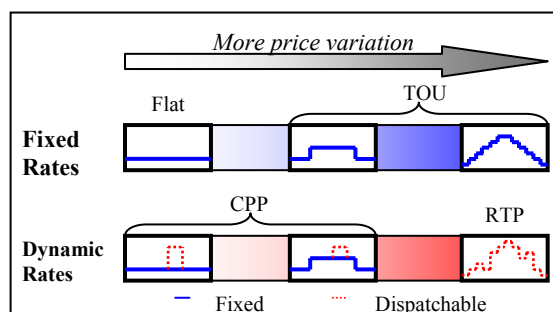 More price variation
Flat
TOU
Fixed
Rates
CPP
RTP
Dynamic
Rates
Fixed
Dispatchable